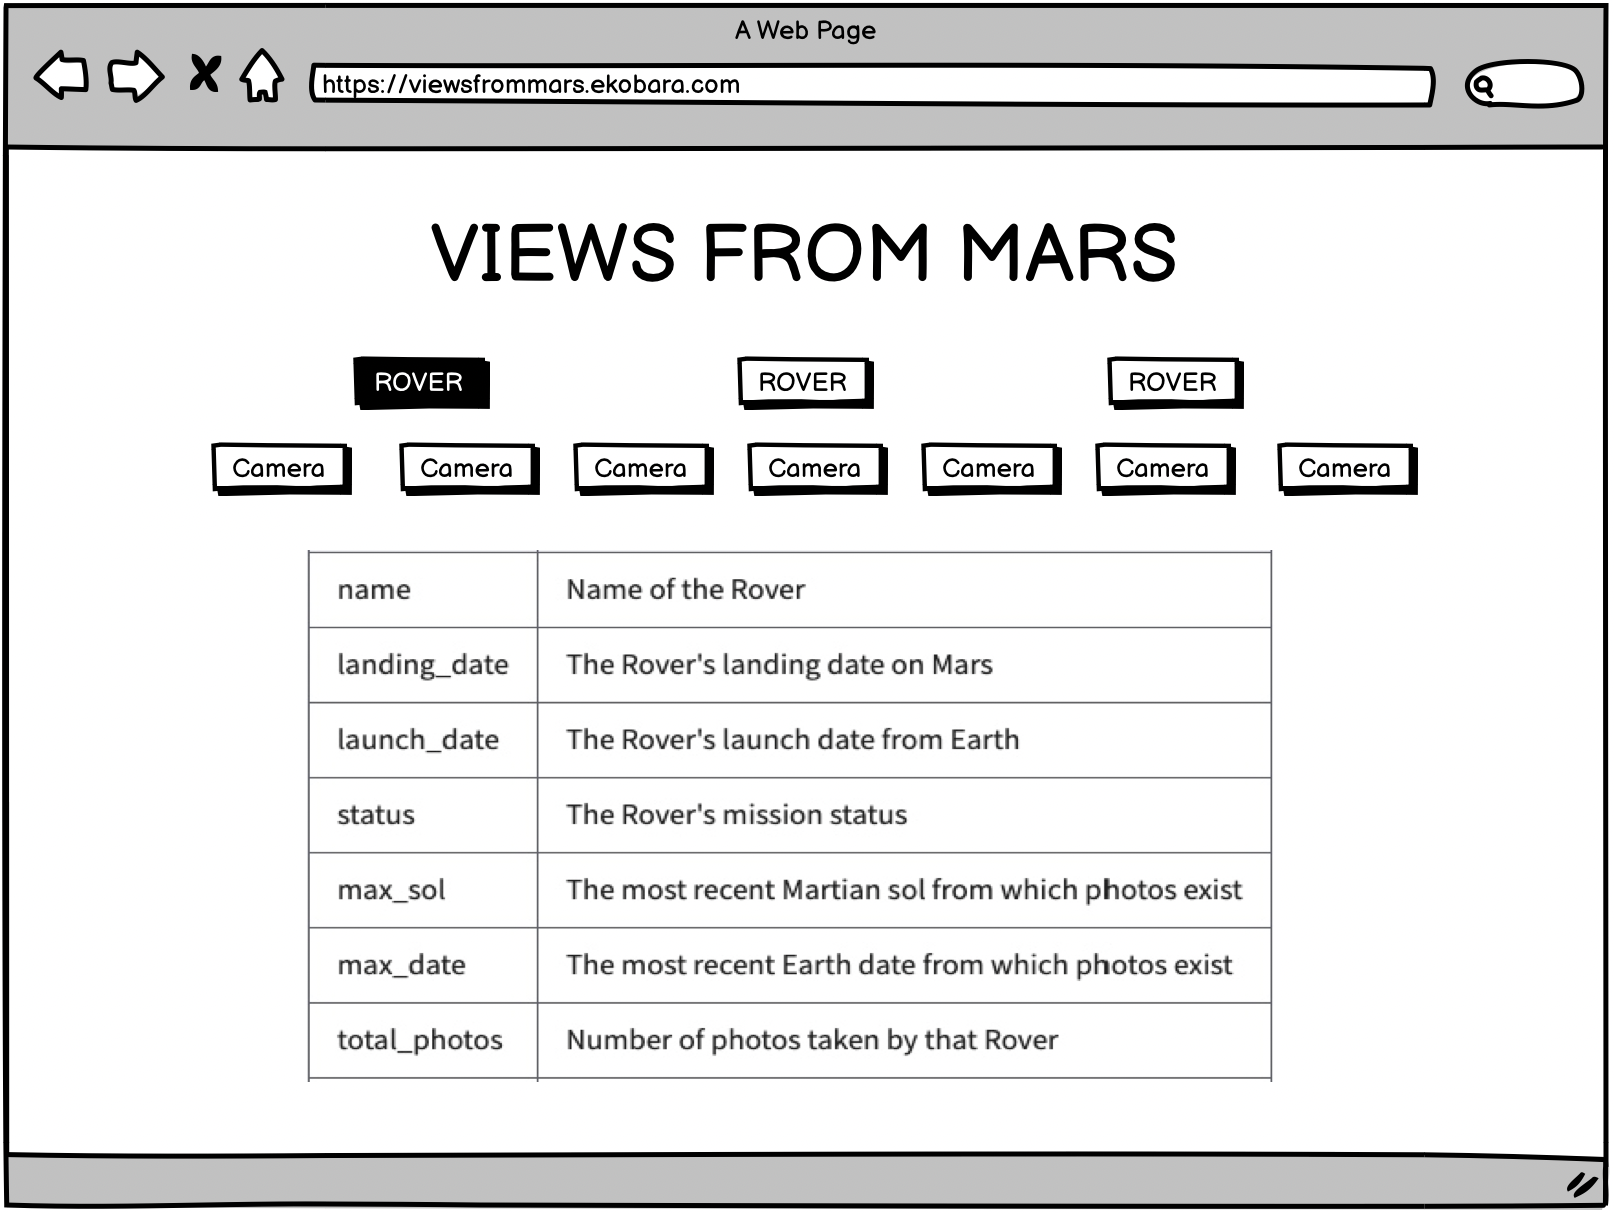 A Web Page
https://viewsfrommars.ekobara.com
VIEWS FROM MARS
ROVER ROVER ROVER
Camera Camera Camera Camera Camera Camera Camera
name Name of the Rover
landing_date The Rover's landing date on Mars
launch_date The Rover's launch date from Earth
status The Rover's mission status
max_sol The most recent Martian sol from which photos exist
max_date The most recent Earth date from which photos exist
total_photos Number of photos taken by that Rover